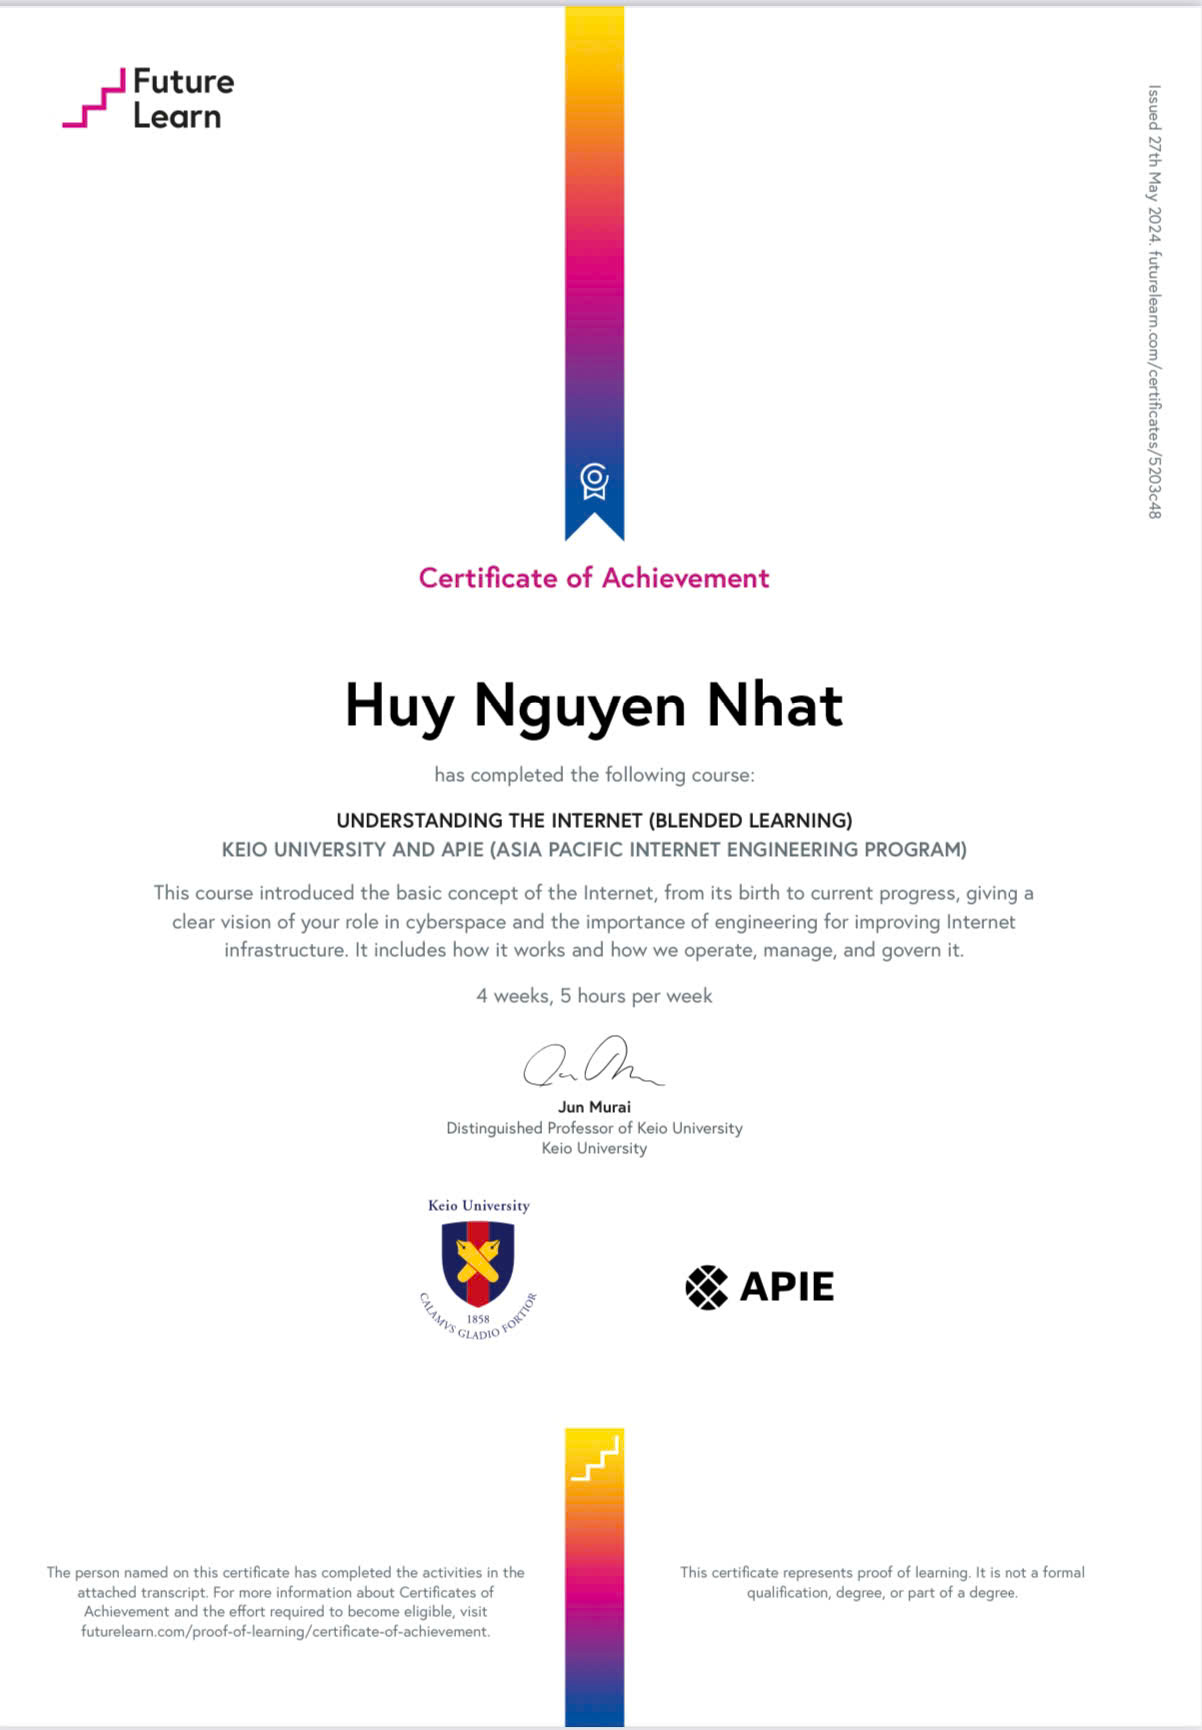 Future
Learn
Issued 27th May 2024. futurelearn.com/certificates/5203c48
Certificate of Achievement
Huy Nguyen Nhat
has completed the following course:
UNDERSTANDING THE INTERNET (BLENDED LEARNING)
KEIO UNIVERSITY AND APIE (ASIA PACIFIC INTERNET ENGINEERING PROGRAM)
This course introduced the basic concept of the Internet, from its birth to current progress, giving a
clear vision of your role in cyberspace and the importance of engineering for improving Internet
infrastructure. It includes how it works and how we operate, manage, and govern it.
4 weeks, 5 hours per week
Jun Murai
Distinguished Professor of Keio University
Keio University
Keio University
1858
CALAMVS GLADIO FORTIOR
APIE
The person named on this certificate has completed the activities in the
attached transcript. For more information about Certificates of
Achievement and the effort required to become eligible, visit
futurelearn.com/proof-of-learning/certificate-of-achievement.
This certificate represents proof of learning. It is not a formal
qualification, degree, or part of a degree.